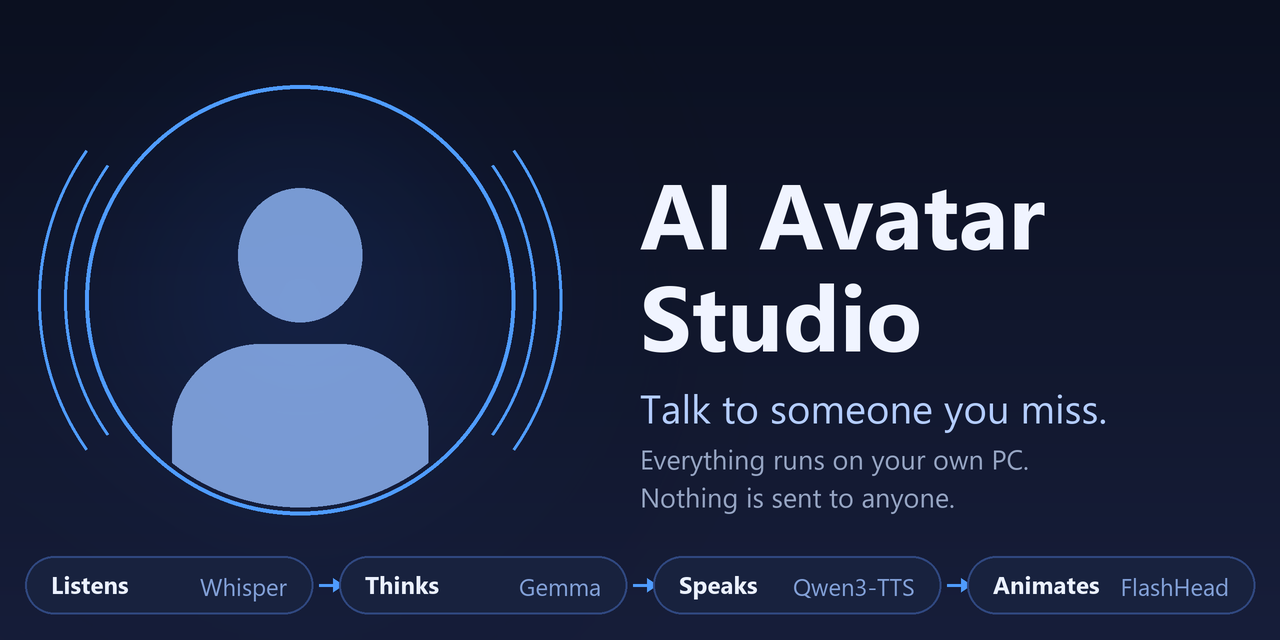 AI Avatar
Studio
Talk to someone you miss.
Everything runs on your own PC.
Nothing is sent to anyone.
Listens Whisper Thinks Gemma Speaks Qwen3-TTS Animates FlashHead